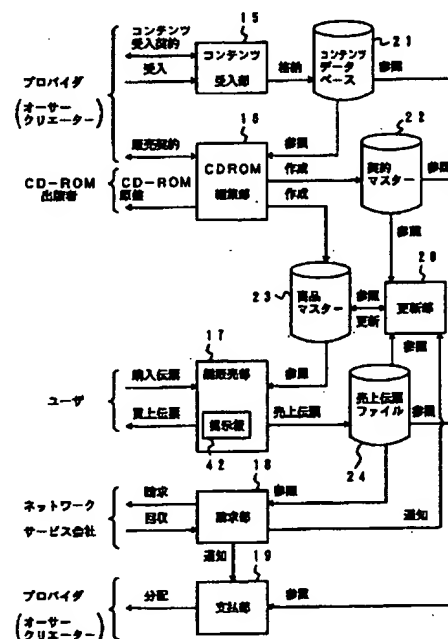 コンテンツ
受入契約
受入
プロバイダ
(オーサー
クリエーター)
15
コンテンツ
受入部
格納
21
コンテンツ
データ
ベース
参照
16
販売契約
CD-ROM
出版者
CD-ROM
原盤
CDROM
編集部
参照
作成
作成
22
契約
マスター
参照
参照
23
商品
マスター
参照
更新
20
更新部
17
ユーザ
購入伝票
買上伝票
販売部
掲示板
42
参照
売上伝票
参照
売上伝票
ファイル
24
参照
18
ネットワーク
サービス会社
請求
回収
請求部
参照
通知
通知
19
プロバイダ
(オーサー
クリエーター)
分配
支払部
参照